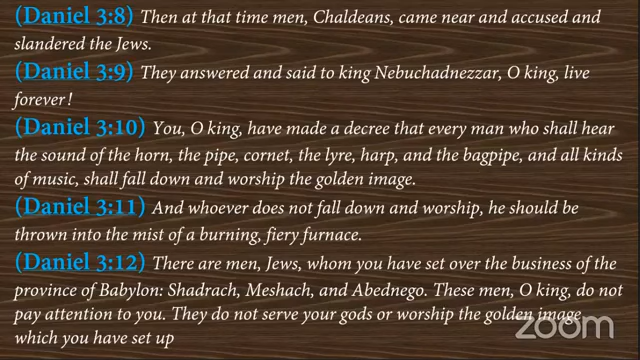 (Daniel 3:8) Then at that time men, Chaldeans, came near and accused and
slandered the Jews.
(Daniel 3:9) They answered and said to king Nebuchadnezzar, O king, live
forever!
(Daniel 3:10) You, O king, have made a decree that every man who shall hear
the sound of the horn, the pipe, cornet, the lyre, harp, and the bagpipe, and all kinds
of music, shall fall down and worship the golden image.
(Daniel 3:11) And whoever does not fall down and worship, he should be
thrown into the mist of a burning, fiery furnace.
(Daniel 3:12) There are men, Jews, whom you have set over the business of the
province of Babylon: Shadrach, Meshach, and Abednego. These men, O king, do not
pay attention to you. They do not serve your gods or worship the golden image
which you have set up
zoom